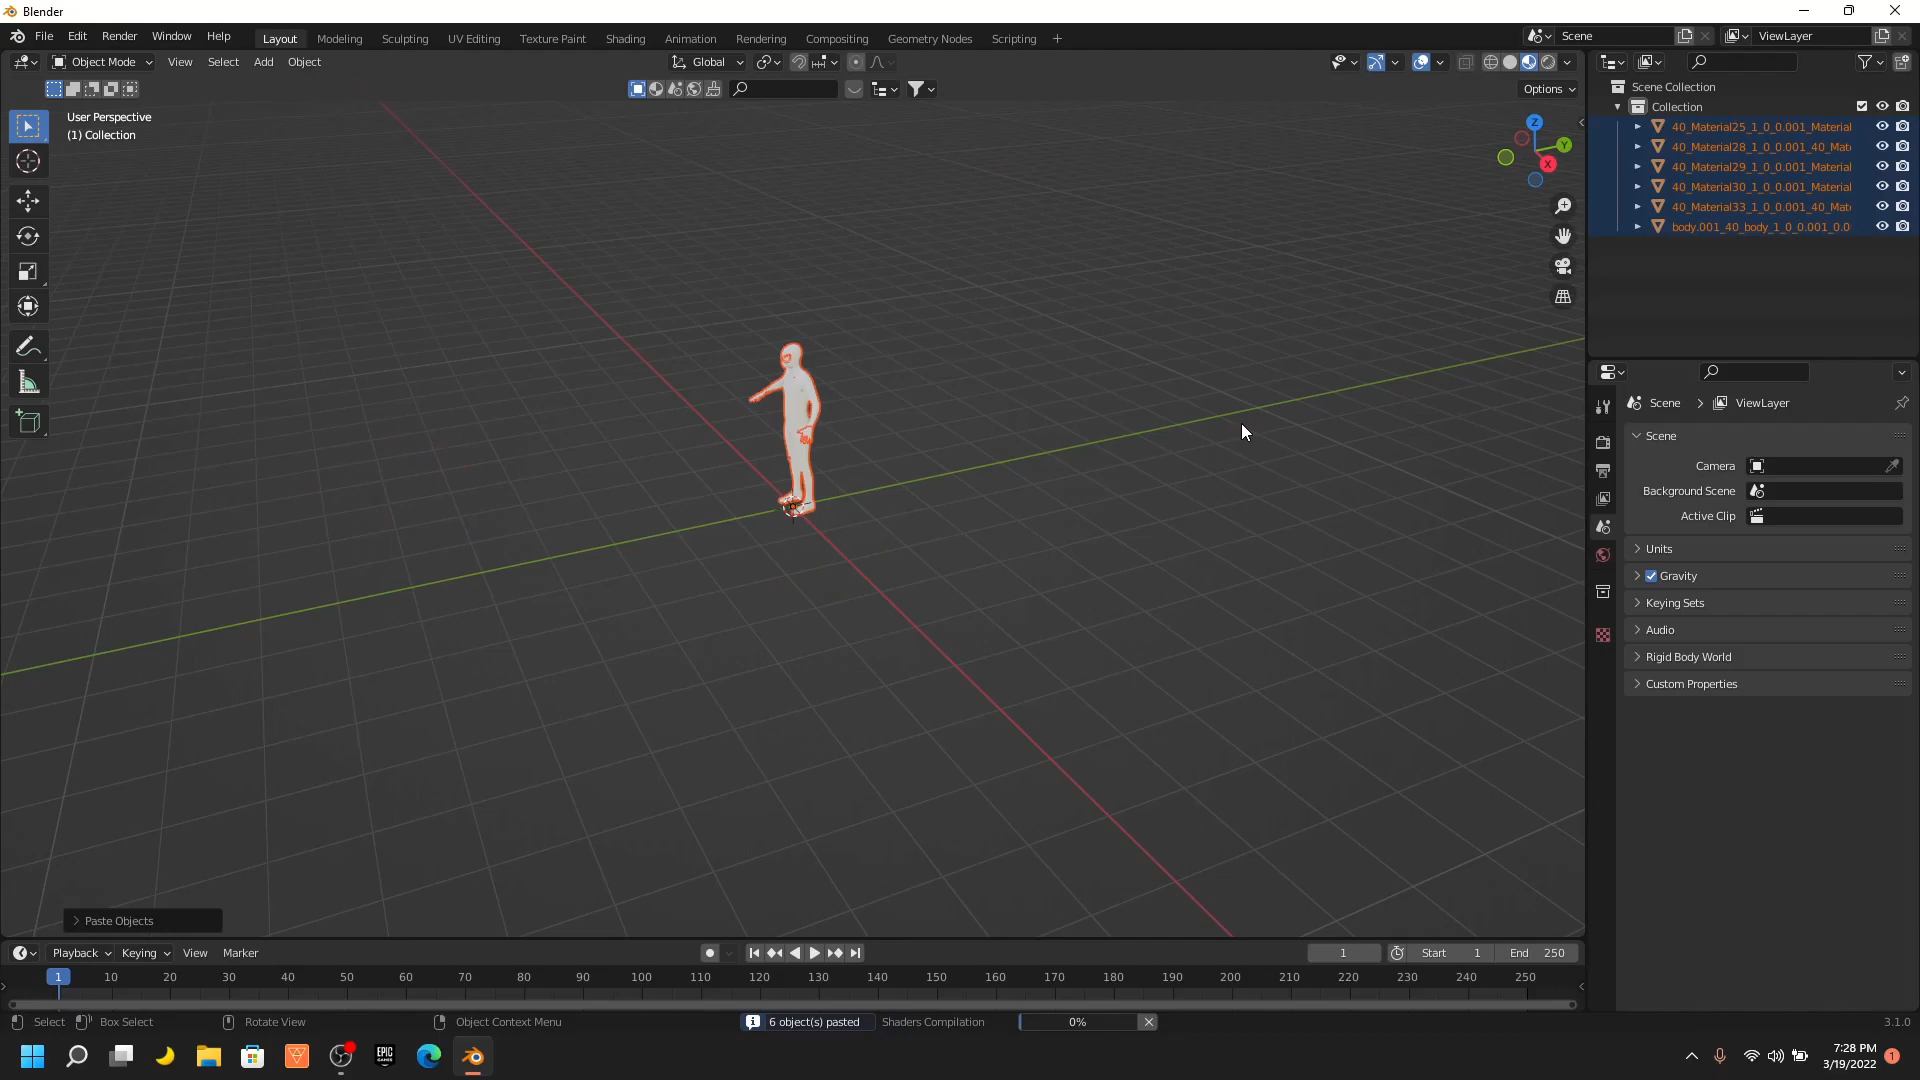 Blender
File Edit Render Window Help
Layout Modeling Sculpting UV Editing Texture Paint Shading Animation Rendering Compositing Geometry Nodes Scripting +
Scene
ViewLayer
Object Mode View Select Add Object
Global
Options
User Perspective
(1) Collection
Z
Y
X
Scene Collection
Collection
40_Material25_1_0_0.001_Material
40_Material28_1_0_0.001_40_Mat
40_Material29_1_0_0.001_Material
40_Material30_1_0_0.001_Material
40_Material33_1_0_0.001_40_Mat
body.001_40_body_1_0_0.001_0.0
Scene > ViewLayer
Scene
Camera
Background Scene
Active Clip
Units
Gravity
Keying Sets
Audio
Rigid Body World
Custom Properties
> Paste Objects
Playback Keying View Marker
1
Start 1 End 250
1 10 20 30 40 50 60 70 80 90 100 110 120 130 140 150 160 170 180 190 200 210 220 230 240 250
Select Box Select Rotate View Object Context Menu
6 object(s) pasted Shaders Compilation 0%
3.1.0
EPIC GAMES
7:28 PM
3/19/2022
1